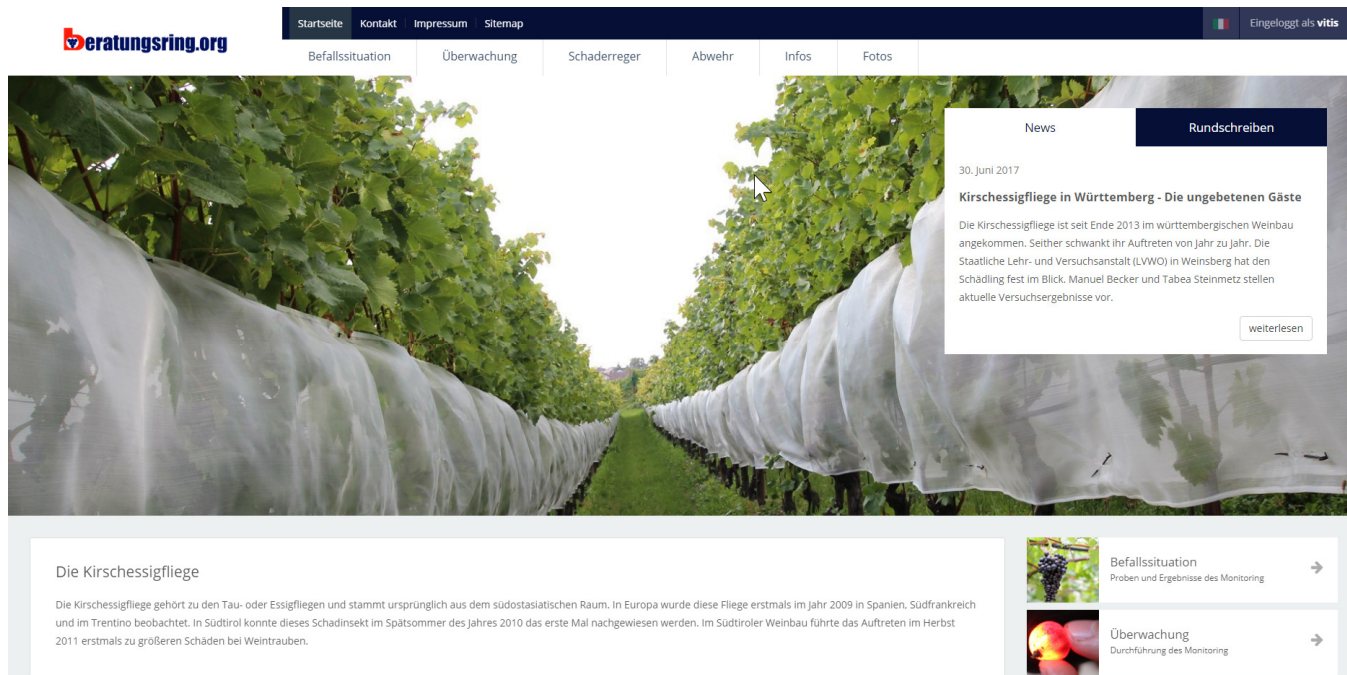 beratungsring.org
Startseite Kontakt Impressum Sitemap
Eingeloggt als vitis
Befallssituation Überwachung Schaderreger Abwehr Infos Fotos
News Rundschreiben
30. Juni 2017
Kirschessigfliege in Württemberg - Die ungebetenen Gäste
Die Kirschessigfliege ist seit Ende 2013 im württembergischen Weinbau
angekommen. Seither schwankt ihr Auftreten von Jahr zu Jahr. Die
Staatliche Lehr- und Versuchsanstalt (LVWO) in Weinsberg hat den
Schädling fest im Blick. Manuel Becker und Tabea Steinmetz stellen
aktuelle Versuchsergebnisse vor.
weiterlesen
Die Kirschessigfliege
Die Kirschessigfliege gehört zu den Tau- oder Essigfliegen und stammt ursprünglich aus dem südostasiatischen Raum. In Europa wurde diese Fliege erstmals im Jahr 2009 in Spanien, Südfrankreich
und im Trentino beobachtet. In Südtirol konnte dieses Schadinsekt im Spätsommer des Jahres 2010 das erste Mal nachgewiesen werden. Im Südtiroler Weinbau führte das Auftreten im Herbst
2011 erstmals zu größeren Schäden bei Weintrauben.
Befallssituation
Proben und Ergebnisse des Monitoring
Überwachung
Durchführung des Monitoring